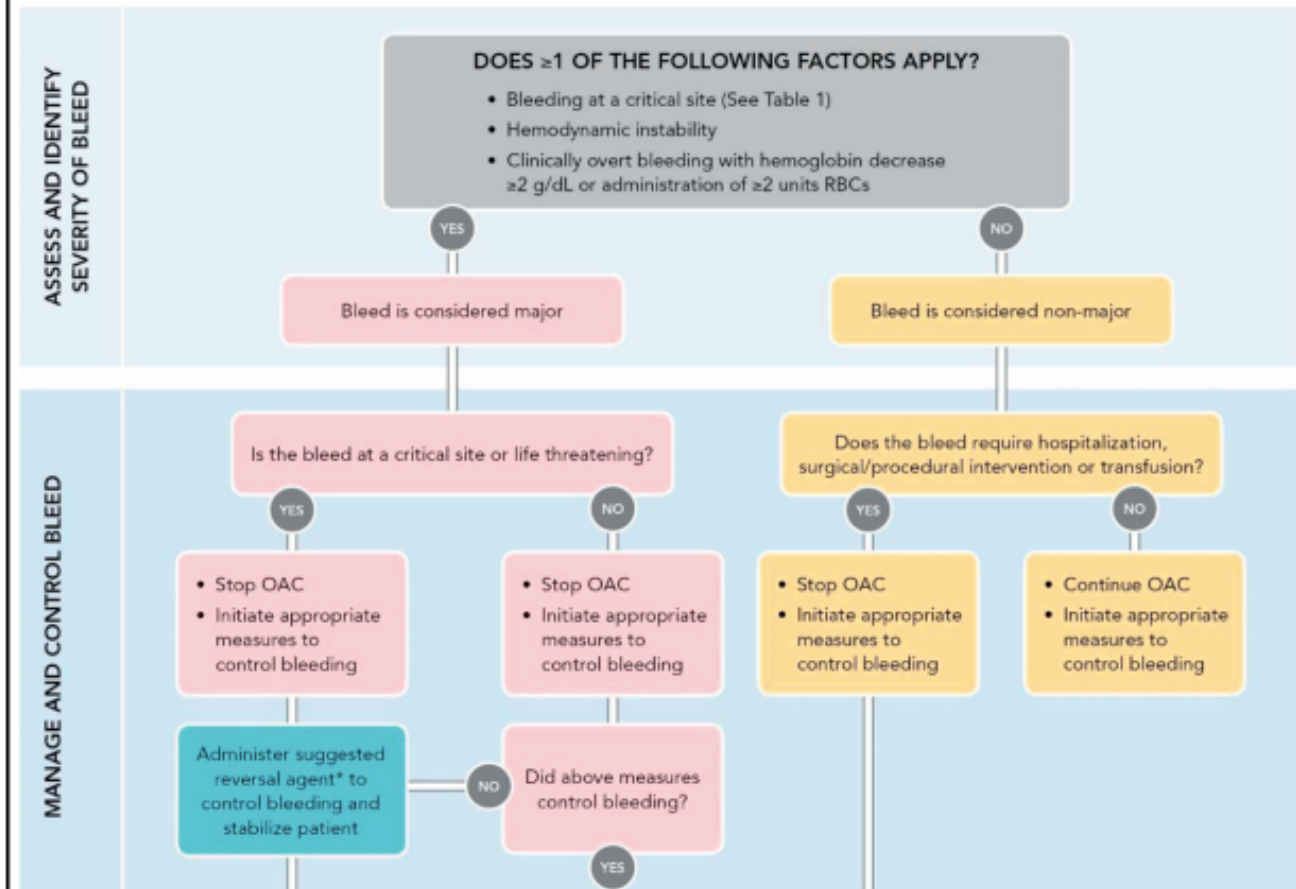 ASSESS AND IDENTIFY
SEVERITY OF BLEED
DOES ≥1 OF THE FOLLOWING FACTORS APPLY?
• Bleeding at a critical site (See Table 1)
• Hemodynamic instability
• Clinically overt bleeding with hemoglobin decrease
≥2 g/dL or administration of ≥2 units RBCs
YES
NO
Bleed is considered major
Bleed is considered non-major
MANAGE AND CONTROL BLEED
Is the bleed at a critical site or life threatening?
Does the bleed require hospitalization,
surgical/procedural intervention or transfusion?
YES
NO
YES
NO
• Stop OAC
• Initiate appropriate
measures to
control bleeding
• Stop OAC
• Initiate appropriate
measures to
control bleeding
• Stop OAC
• Initiate appropriate
measures to
control bleeding
• Continue OAC
• Initiate appropriate
measures to
control bleeding
Administer suggested
reversal agent* to
control bleeding and
stabilize patient
NO
Did above measures
control bleeding?
YES